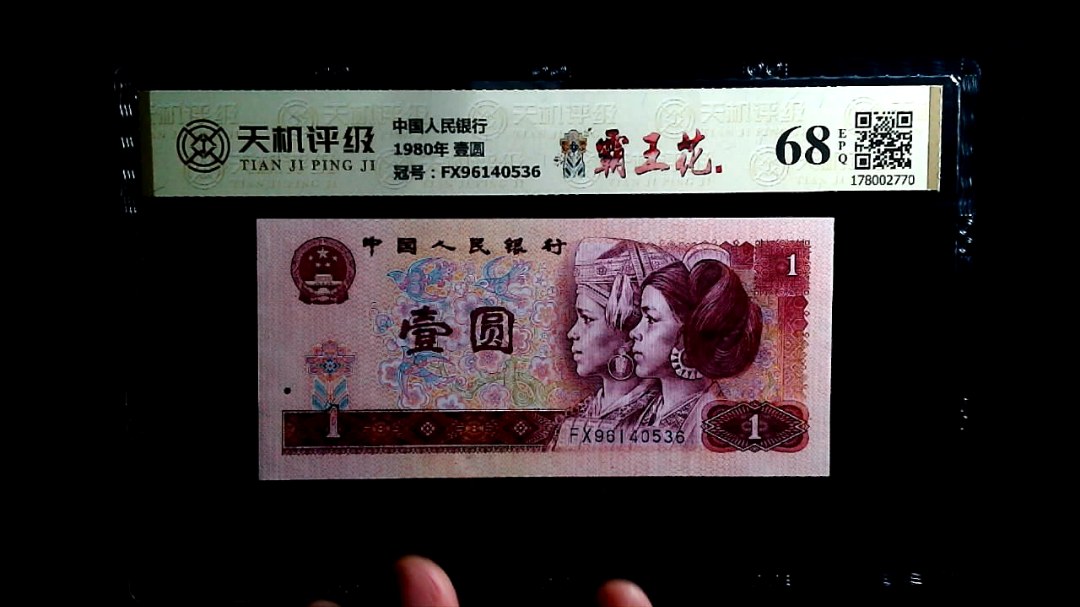 天机评级
TIAN JI PING JI
中国人民银行
1980年 壹圆
冠号：FX96140536
霸王花.
68
EPQ
178002770
中国人民银行
1
壹圆
1
FX96140536
1